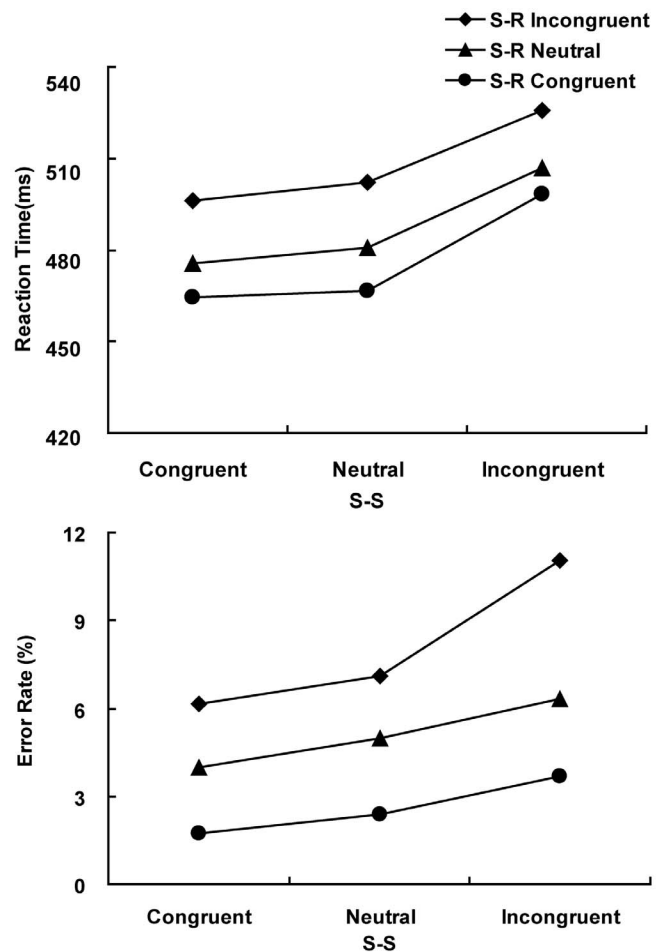 S-R Incongruent
S-R Neutral
S-R Congruent
540
510
480
450
420
Reaction Time(ms)
Congruent Neutral Incongruent
S-S
12
9
6
3
0
Error Rate (%)
Congruent Neutral Incongruent
S-S